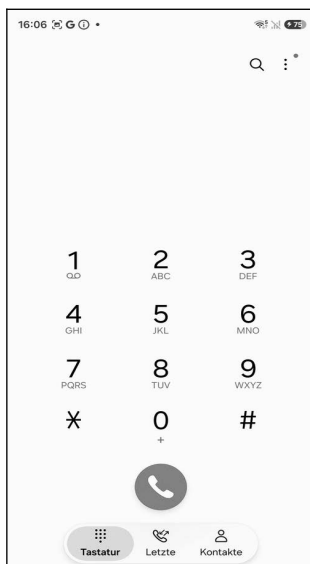 16:06 G
75
1 2 3
ABC DEF
4 5 6
GHI JKL MNO
7 8 9
PQRS TUV WXYZ
* 0 #
+
Tastatur Letzte Kontakte